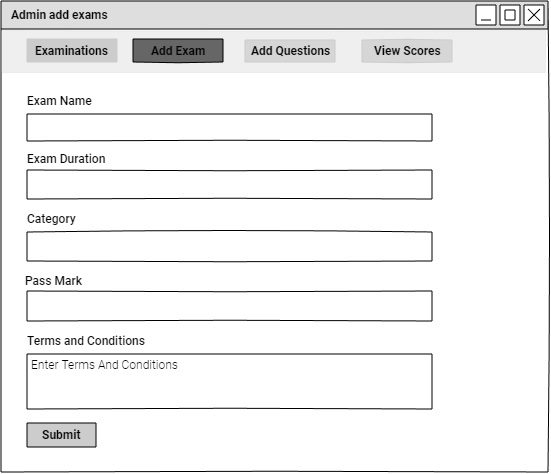 Admin add exams
Examinations Add Exam Add Questions View Scores
Exam Name
Exam Duration
Category
Pass Mark
Terms and Conditions
Enter Terms And Conditions
Submit